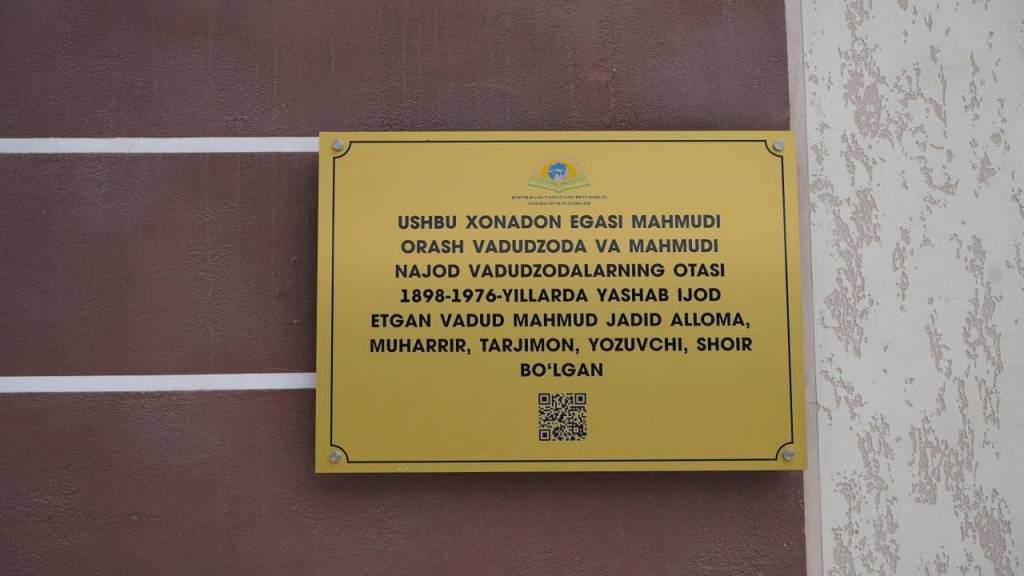 USHBU XONADON EGASI MAHMUDI
ORASH VADUDZODA VA MAHMUDI
NAJOD VADUDZODALARNING OTASI
1898-1976-YILLARDA YASHAB IJOD
ETGAN VADUD MAHMUD JADID ALLOMA,
MUHARRIR, TARJIMON, YOZUVCHI, SHOIR
BO‘LGAN